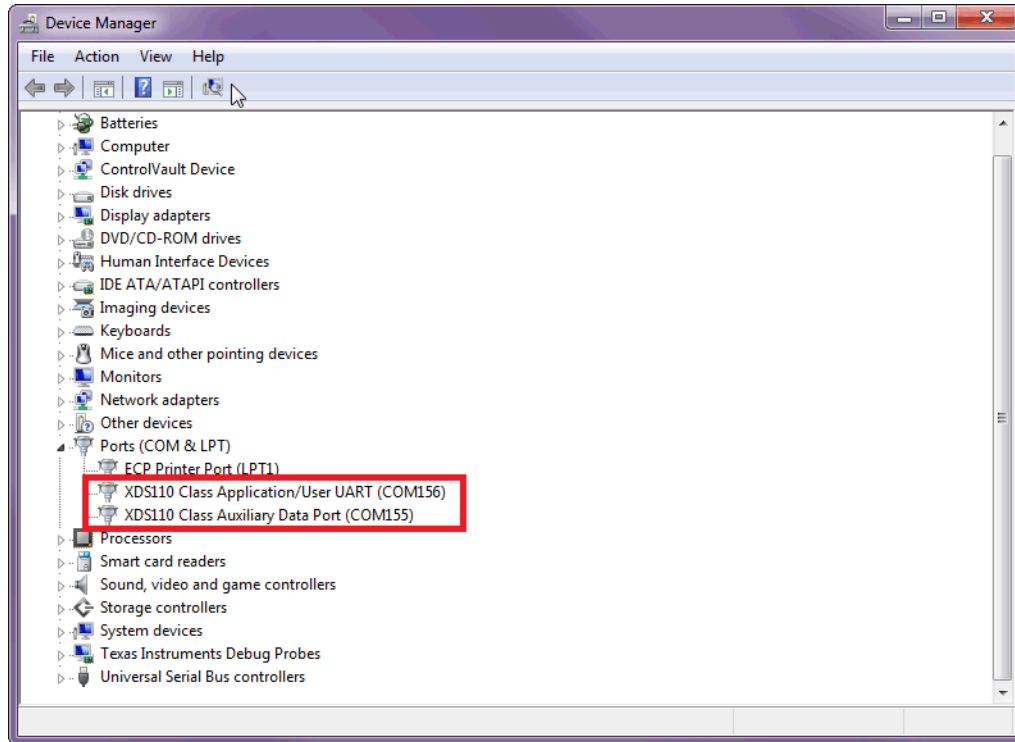 Device Manager
File Action View Help
Batteries
Computer
ControlVault Device
Disk drives
Display adapters
DVD/CD-ROM drives
Human Interface Devices
IDE ATA/ATAPI controllers
Imaging devices
Keyboards
Mice and other pointing devices
Monitors
Network adapters
Other devices
Ports (COM & LPT)
ECP Printer Port (LPT1)
XDS110 Class Application/User UART (COM156)
XDS110 Class Auxiliary Data Port (COM155)
Processors
Smart card readers
Sound, video and game controllers
Storage controllers
System devices
Texas Instruments Debug Probes
Universal Serial Bus controllers